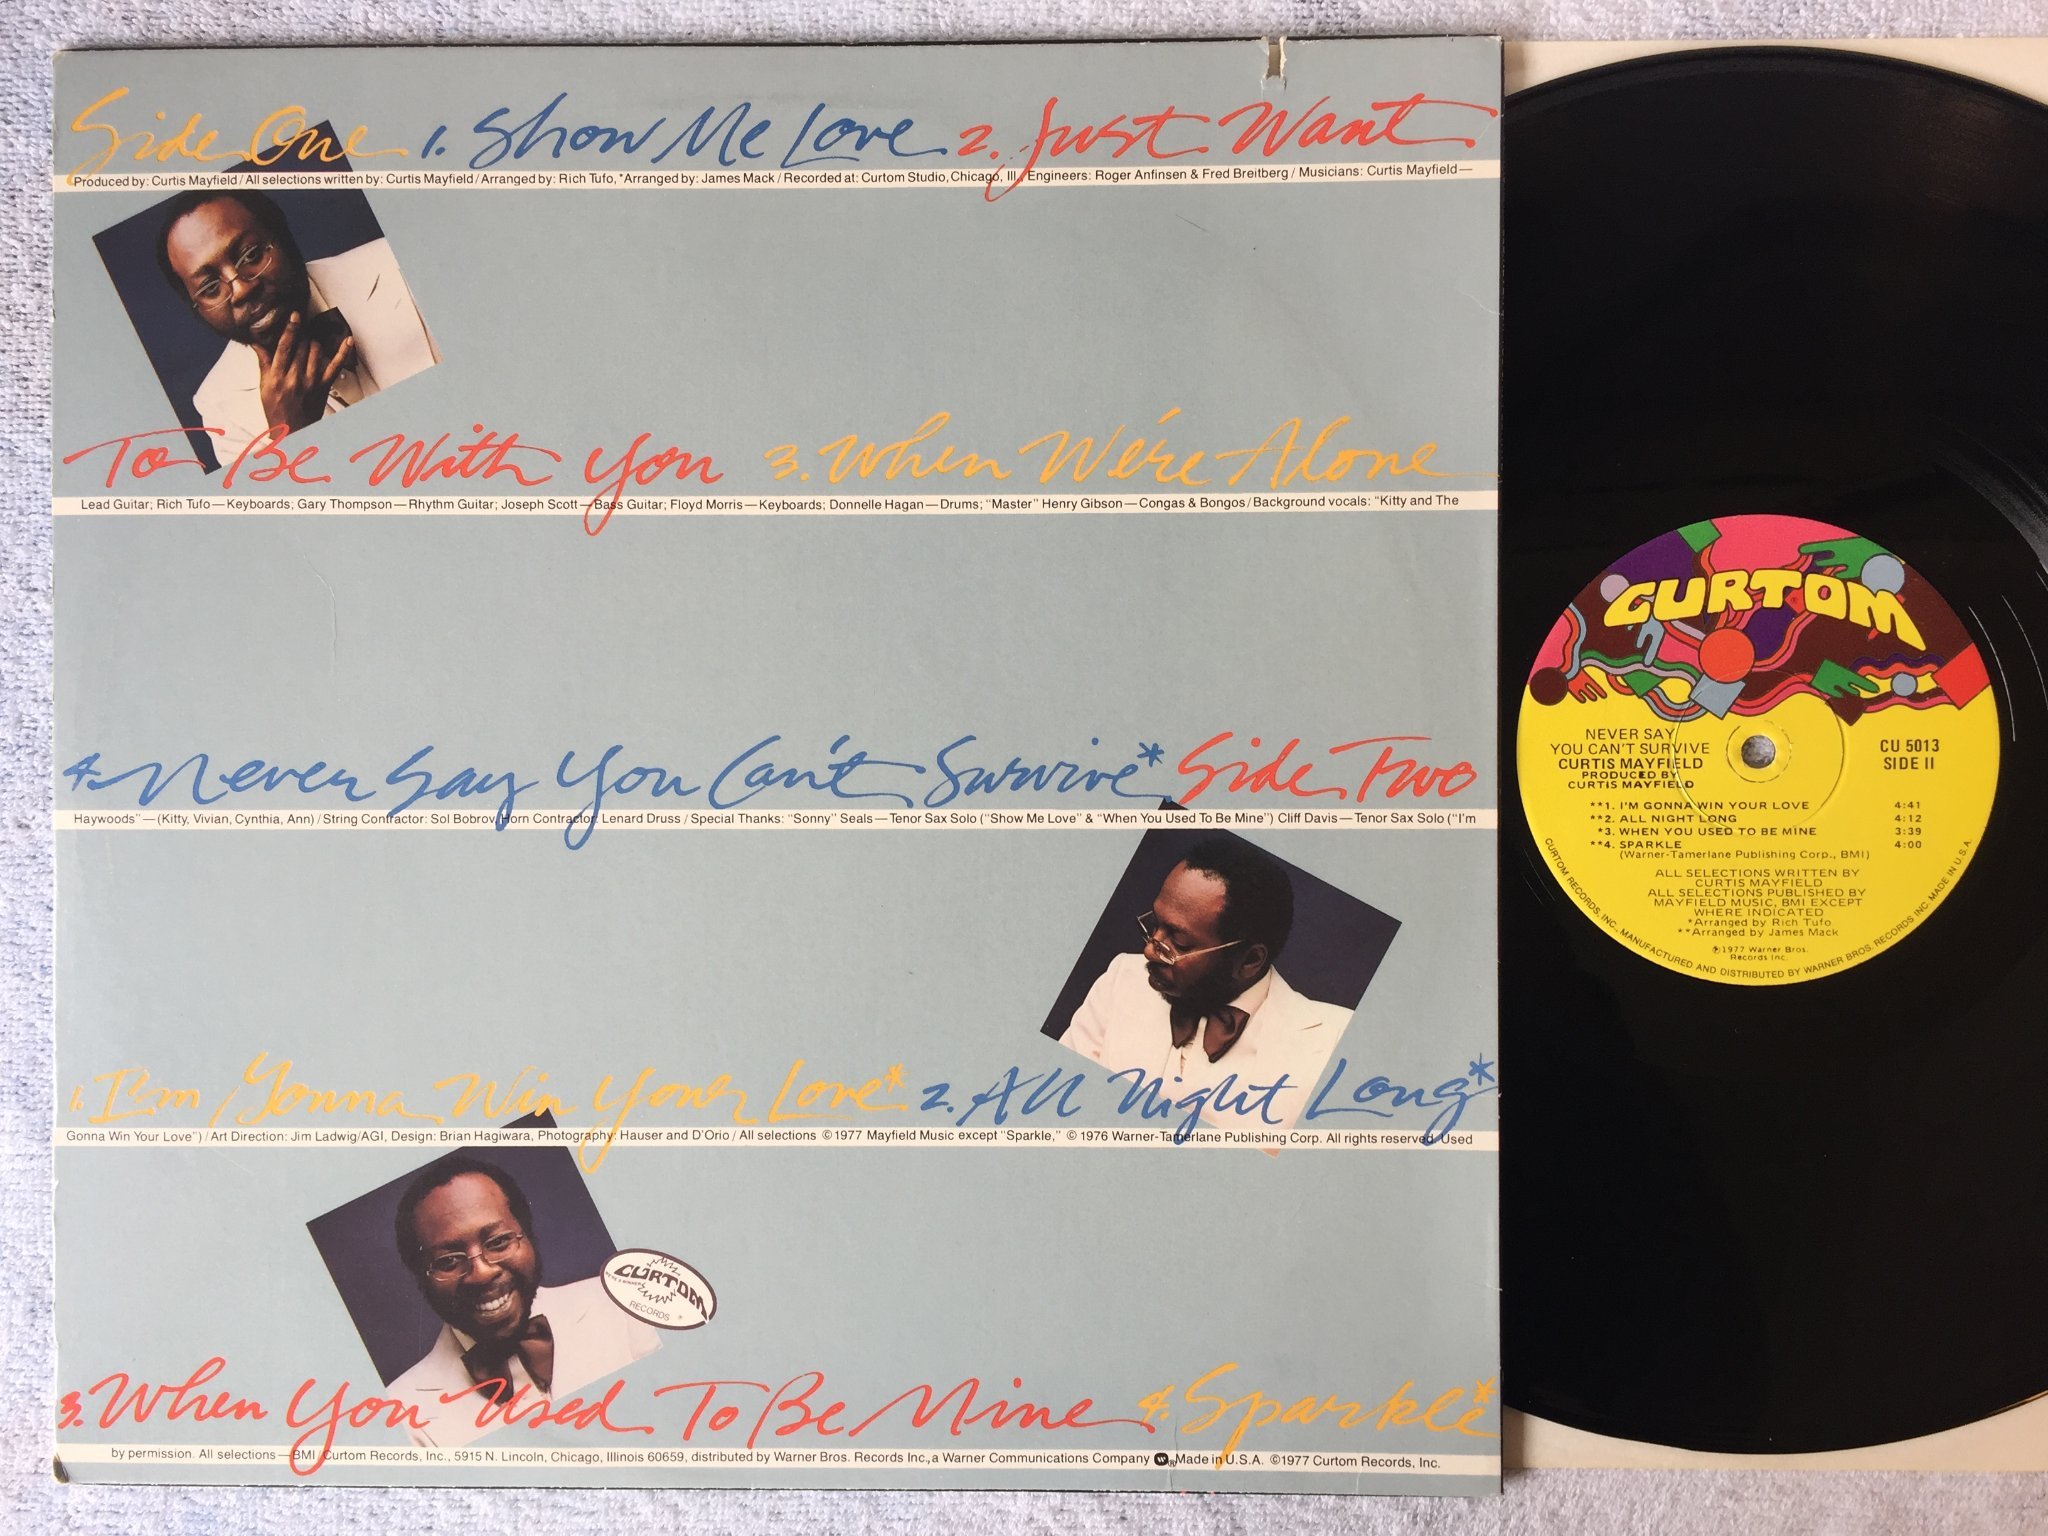 Side One 1. Show Me Love 2. Just Want
Produced by: Curtis Mayfield / All selections written by: Curtis Mayfield / Arranged by: Rich Tufo, *Arranged by: James Mack / Recorded at: Curtom Studio, Chicago, Ill., Engineers: Roger Anfinsen & Fred Breitberg / Musicians: Curtis Mayfield—
To Be With You 3. When We're Alone
Lead Guitar; Rich Tufo—Keyboards; Gary Thompson—Rhythm Guitar; Joseph Scott—Bass Guitar; Floyd Morris—Keyboards; Donnelle Hagan—Drums; "Master" Henry Gibson—Congas & Bongos / Background vocals: "Kitty and The
4. Never Say You Can't Survive* Side Two
Haywoods"—(Kitty, Vivian, Cynthia, Ann) / String Contractor: Sol Bobrov, Horn Contractor: Lenard Druss / Special Thanks: "Sonny" Seals—Tenor Sax Solo ("Show Me Love" & "When You Used To Be Mine") Cliff Davis—Tenor Sax Solo ("I'm
1. I'm Gonna Win Your Love* 2. All Night Long*
Gonna Win Your Love") / Art Direction: Jim Ladwig/AGI, Design: Brian Hagiwara, Photography: Hauser and D'Orio / All selections ©1977 Mayfield Music except "Sparkle," ©1976 Warner-Tamerlane Publishing Corp. All rights reserved. Used
CURTOM
WE'RE A WINNER
RECORDS
3. When You Used To Be Mine 4. Sparkle*
by permission. All selections—BMI / Curtom Records, Inc., 5915 N. Lincoln, Chicago, Illinois 60659, distributed by Warner Bros. Records Inc., a Warner Communications Company ® Made in U.S.A. ©1977 Curtom Records, Inc.
CURTOM
NEVER SAY
YOU CAN'T SURVIVE
CURTIS MAYFIELD
PRODUCED BY
CURTIS MAYFIELD
CU 5013
SIDE II
**1. I'M GONNA WIN YOUR LOVE 4:41
**2. ALL NIGHT LONG 4:12
*3. WHEN YOU USED TO BE MINE 3:39
**4. SPARKLE 4:00
(Warner-Tamerlane Publishing Corp., BMI)
ALL SELECTIONS WRITTEN BY
CURTIS MAYFIELD
ALL SELECTIONS PUBLISHED BY
MAYFIELD MUSIC, BMI EXCEPT
WHERE INDICATED
*Arranged by Rich Tufo
**Arranged by James Mack
℗1977 Warner Bros.
Records Inc.
CURTOM RECORDS, INC., MANUFACTURED AND DISTRIBUTED BY WARNER BROS. RECORDS INC. MADE IN U.S.A.